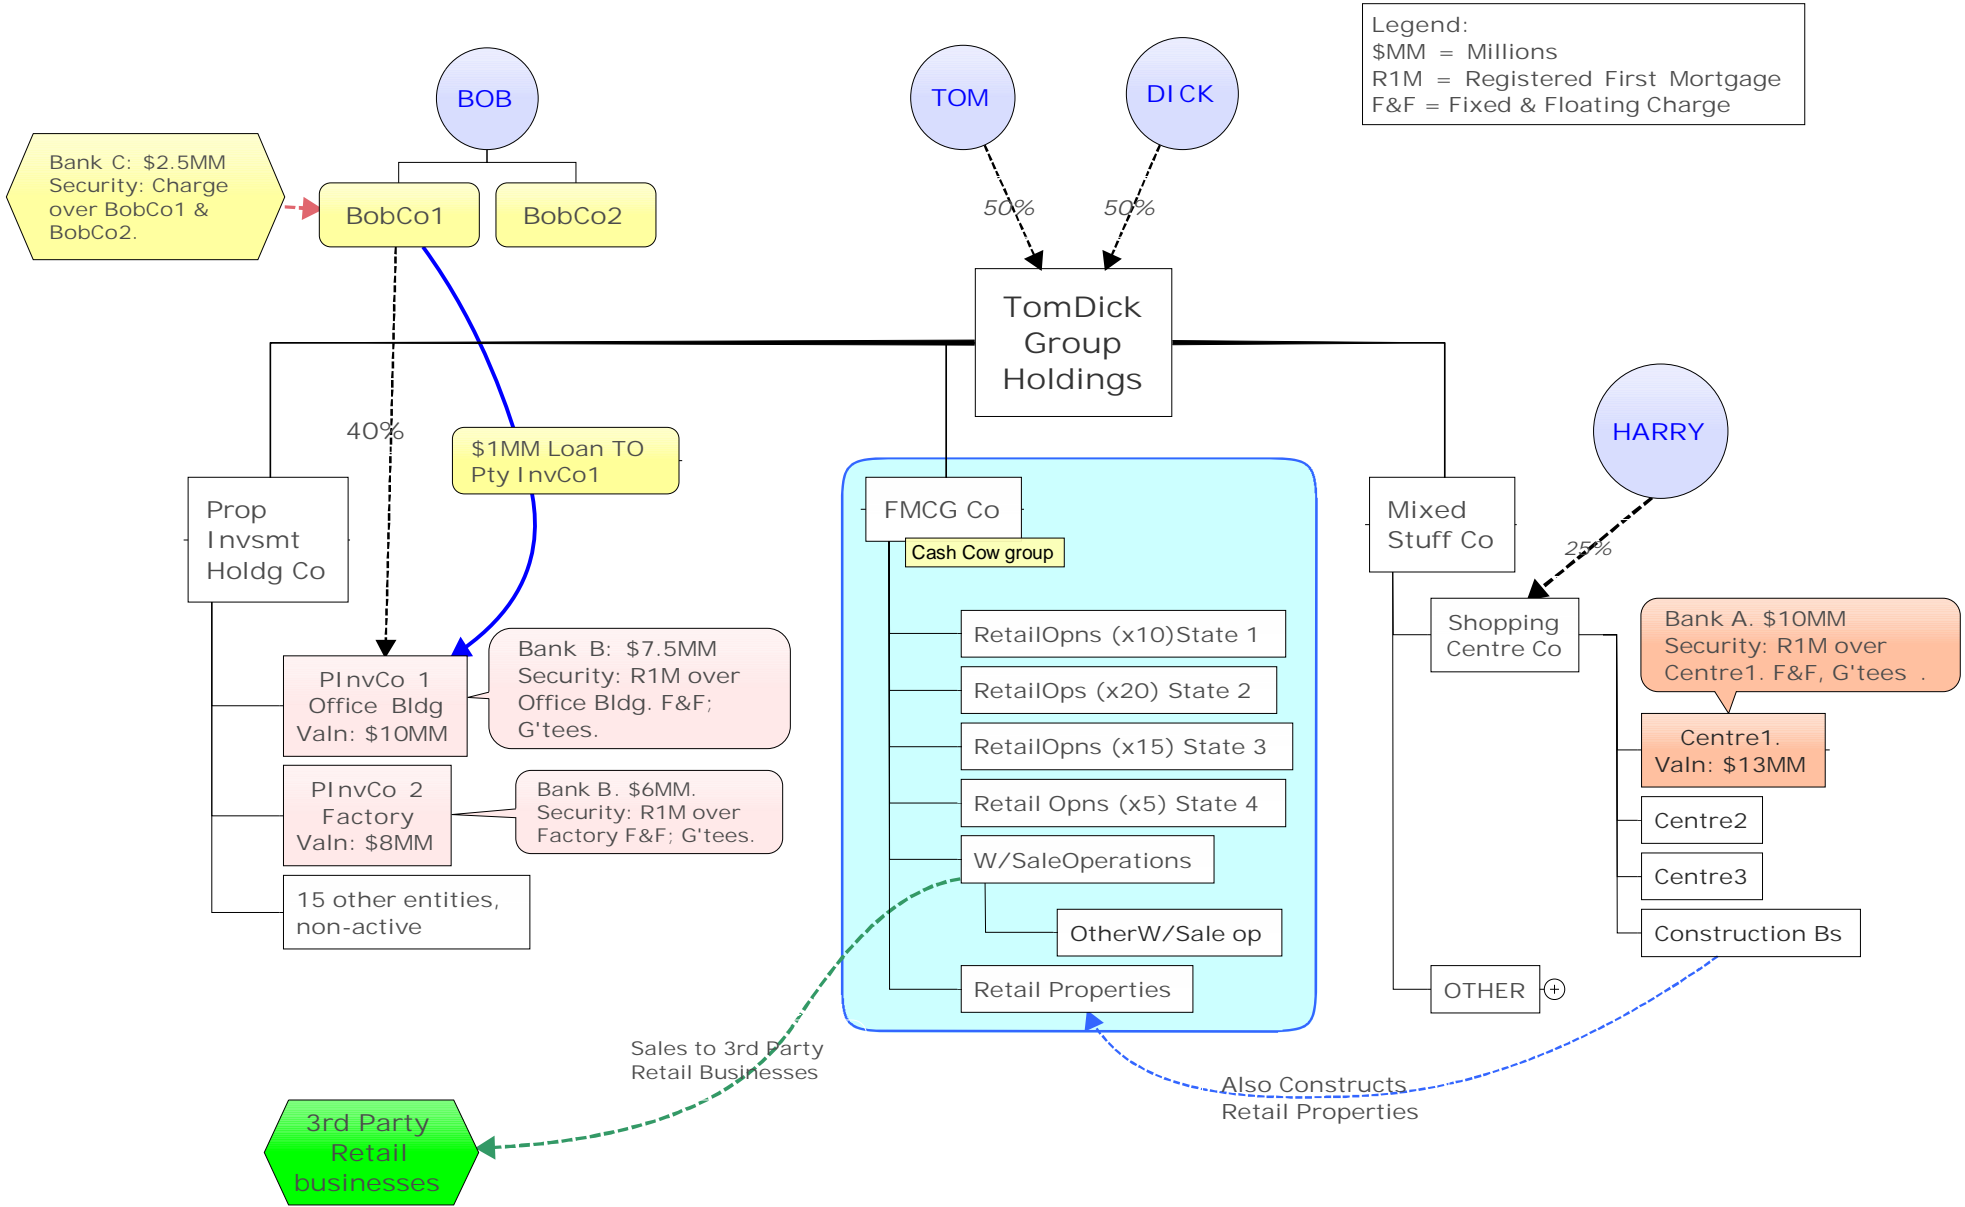 Legend:
$MM = Millions
R1M = Registered First Mortgage
F&F = Fixed & Floating Charge
BOB
TOM
DICK
Bank C: $2.5MM
Security: Charge
over BobCo1 &
BobCo2.
BobCo1
BobCo2
50%
50%
TomDick
Group
Holdings
40%
$1MM Loan TO
Pty InvCo1
HARRY
25%
Prop
Invsmt
Holdg Co
FMCG Co
Cash Cow group
Mixed
Stuff Co
PInvCo 1
Office Bldg
Valn: $10MM
Bank B: $7.5MM
Security: R1M over
Office Bldg. F&F;
G'tees.
PInvCo 2
Factory
Valn: $8MM
Bank B. $6MM.
Security: R1M over
Factory F&F; G'tees.
15 other entities,
non-active
RetailOpns (x10)State 1
RetailOps (x20) State 2
RetailOpns (x15) State 3
Retail Opns (x5) State 4
W/SaleOperations
OtherW/Sale op
Retail Properties
Shopping
Centre Co
Bank A. $10MM
Security: R1M over
Centre1. F&F, G'tees .
Centre1.
Valn: $13MM
Centre2
Centre3
Construction Bs
OTHER
Sales to 3rd Party
Retail Businesses
Also Constructs
Retail Properties
3rd Party
Retail
businesses